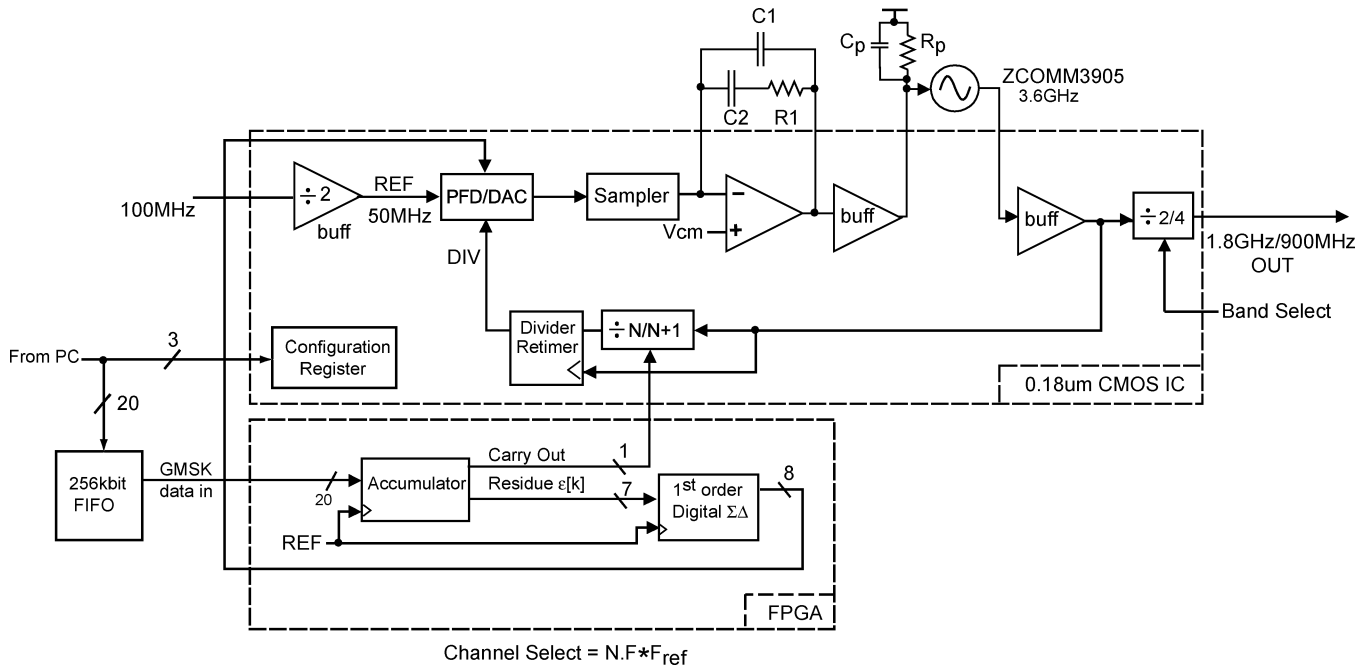 C1
C2
R1
Cp
Rp
ZCOMM3905
3.6GHz
100MHz
÷ 2
buff
REF
50MHz
PFD/DAC
Sampler
Vcm
−
+
buff
buff
÷ 2/4
1.8GHz/900MHz
OUT
Band Select
DIV
Divider
Retimer
÷ N/N+1
From PC
3
Configuration
Register
0.18um CMOS IC
20
256kbit
FIFO
GMSK
data in
20
Accumulator
Carry Out
1
Residue ε[k]
7
1st order
Digital ΣΔ
8
REF
FPGA
Channel Select = N.F*Fref